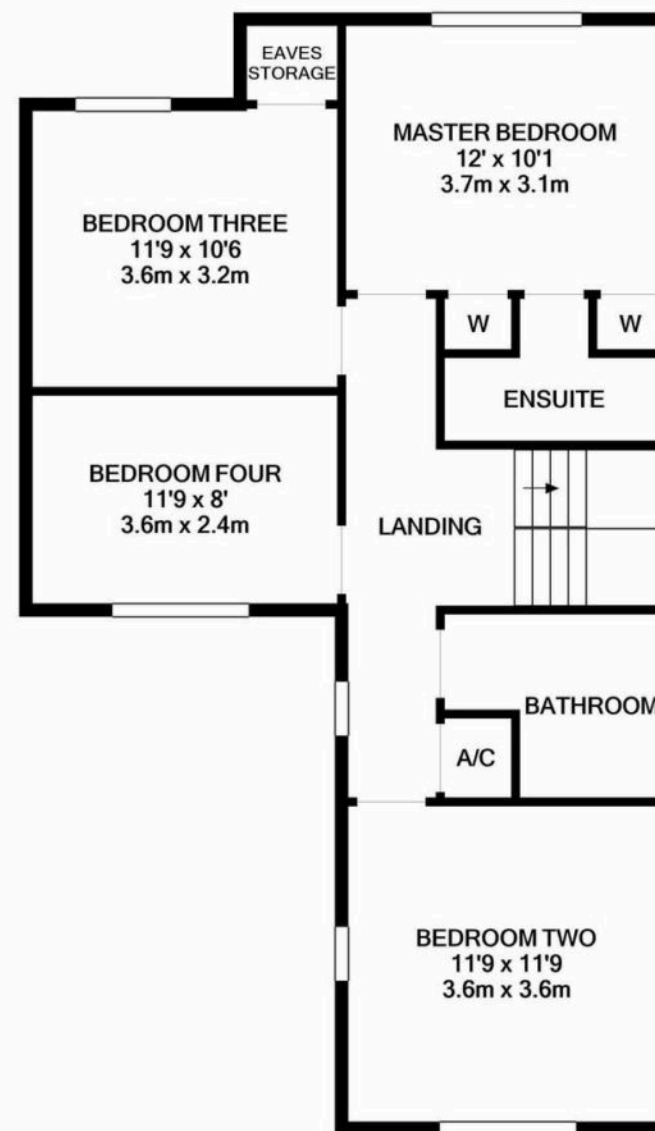 EAVES
STORAGE
MASTER BEDROOM
12' x 10'1
3.7m x 3.1m
BEDROOM THREE
11'9 x 10'6
3.6m x 3.2m
W
W
ENSUITE
BEDROOM FOUR
11'9 x 8'
3.6m x 2.4m
LANDING
BATHROOM
A/C
BEDROOM TWO
11'9 x 11'9
3.6m x 3.6m